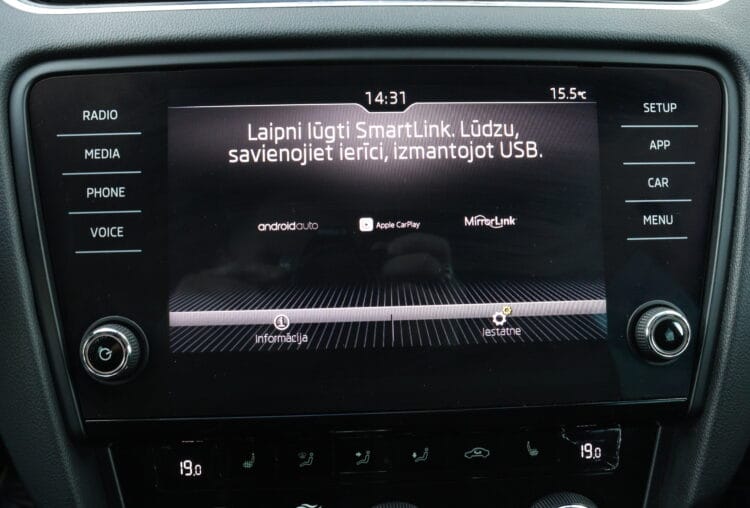 14:31
15.5°C
RADIO
MEDIA
PHONE
VOICE
Laipni lūgti SmartLink. Lūdzu,
savienojiet ierīci, izmantojot USB.
androidauto
Apple CarPlay
MirrorLink
Informācija
Iestatne
SETUP
APP
CAR
MENU
19.0
19.0